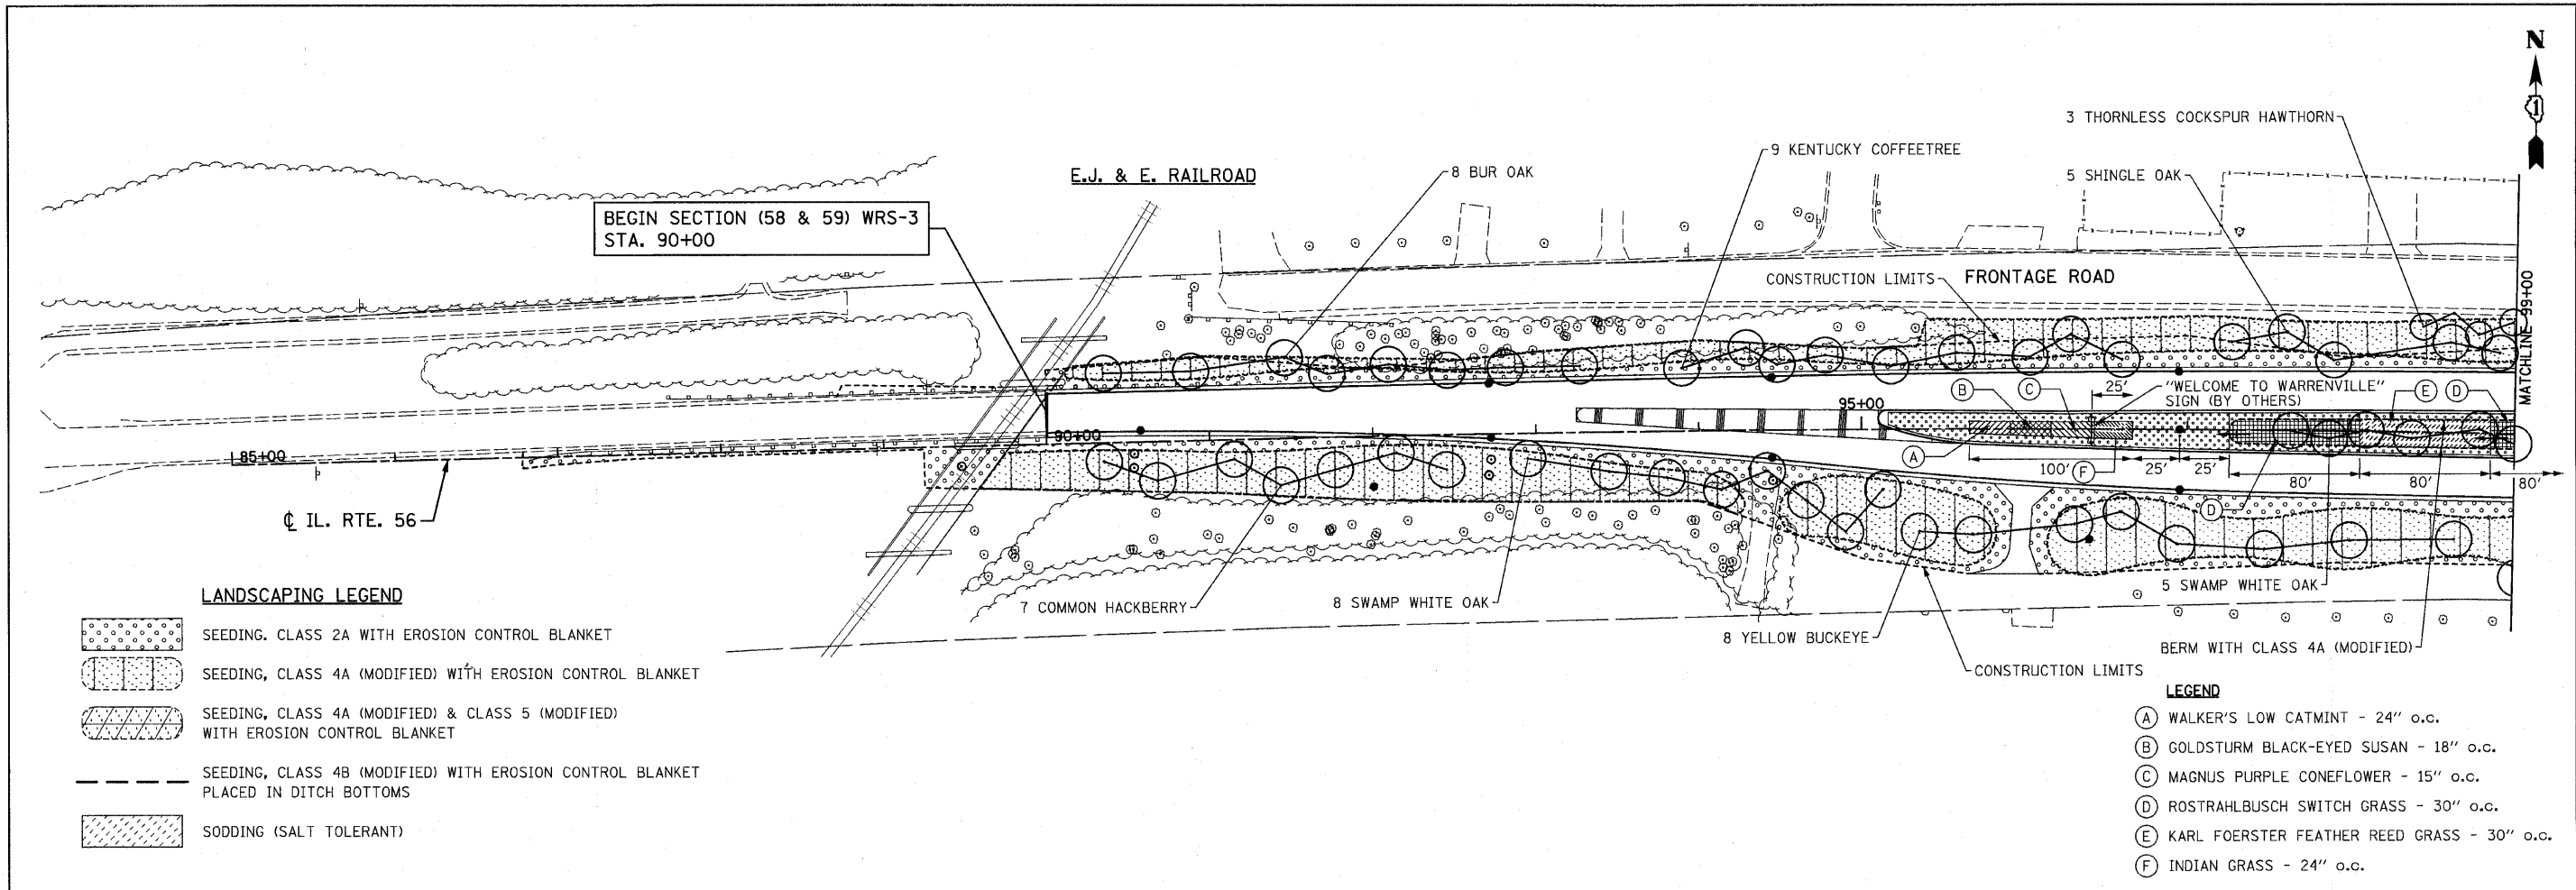 N
1
3 THORNLESS COCKSPUR HAWTHORN
9 KENTUCKY COFFEETREE
8 BUR OAK
5 SHINGLE OAK
E.J. & E. RAILROAD
BEGIN SECTION (58 & 59) WRS-3
STA. 90+00
CONSTRUCTION LIMITS
FRONTAGE ROAD
MATCHLINE 99+00
25'
"WELCOME TO WARRENVILLE"
SIGN (BY OTHERS)
B
C
E
D
95+00
90+00
85+00
A
100'
F
25'
25'
80'
80'
80'
D
℄ IL. RTE. 56
7 COMMON HACKBERRY
8 SWAMP WHITE OAK
5 SWAMP WHITE OAK
8 YELLOW BUCKEYE
BERM WITH CLASS 4A (MODIFIED)
CONSTRUCTION LIMITS
LANDSCAPING LEGEND
SEEDING. CLASS 2A WITH EROSION CONTROL BLANKET
SEEDING, CLASS 4A (MODIFIED) WITH EROSION CONTROL BLANKET
SEEDING, CLASS 4A (MODIFIED) & CLASS 5 (MODIFIED)
WITH EROSION CONTROL BLANKET
SEEDING, CLASS 4B (MODIFIED) WITH EROSION CONTROL BLANKET
PLACED IN DITCH BOTTOMS
SODDING (SALT TOLERANT)
LEGEND
A WALKER'S LOW CATMINT - 24" o.c.
B GOLDSTURM BLACK-EYED SUSAN - 18" o.c.
C MAGNUS PURPLE CONEFLOWER - 15" o.c.
D ROSTRAHLBUSCH SWITCH GRASS - 30" o.c.
E KARL FOERSTER FEATHER REED GRASS - 30" o.c.
F INDIAN GRASS - 24" o.c.